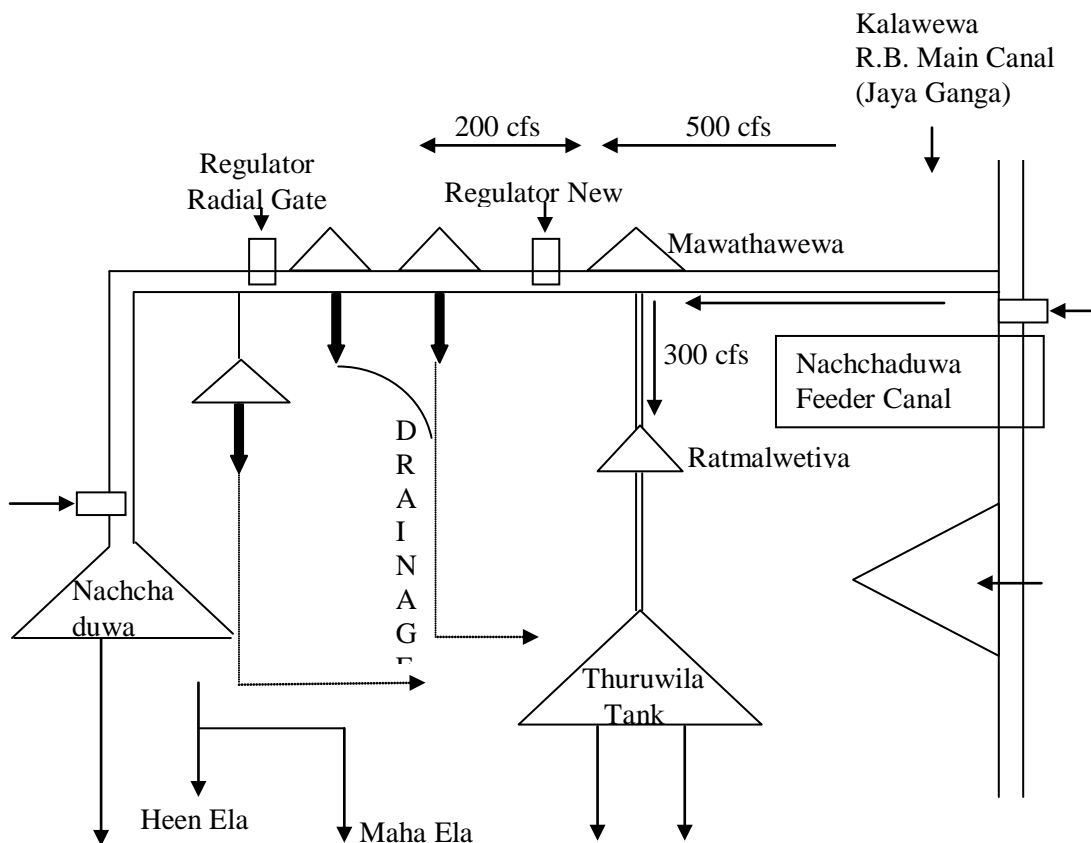 Kalawewa
R.B. Main Canal
(Jaya Ganga)
200 cfs
500 cfs
Regulator
Radial Gate
Regulator New
Mawathawewa
300 cfs
Nachchaduwa
Feeder Canal
DRAINAGE
Ratmalwetiya
Nachcha
duwa
Thuruwila
Tank
Heen Ela
Maha Ela